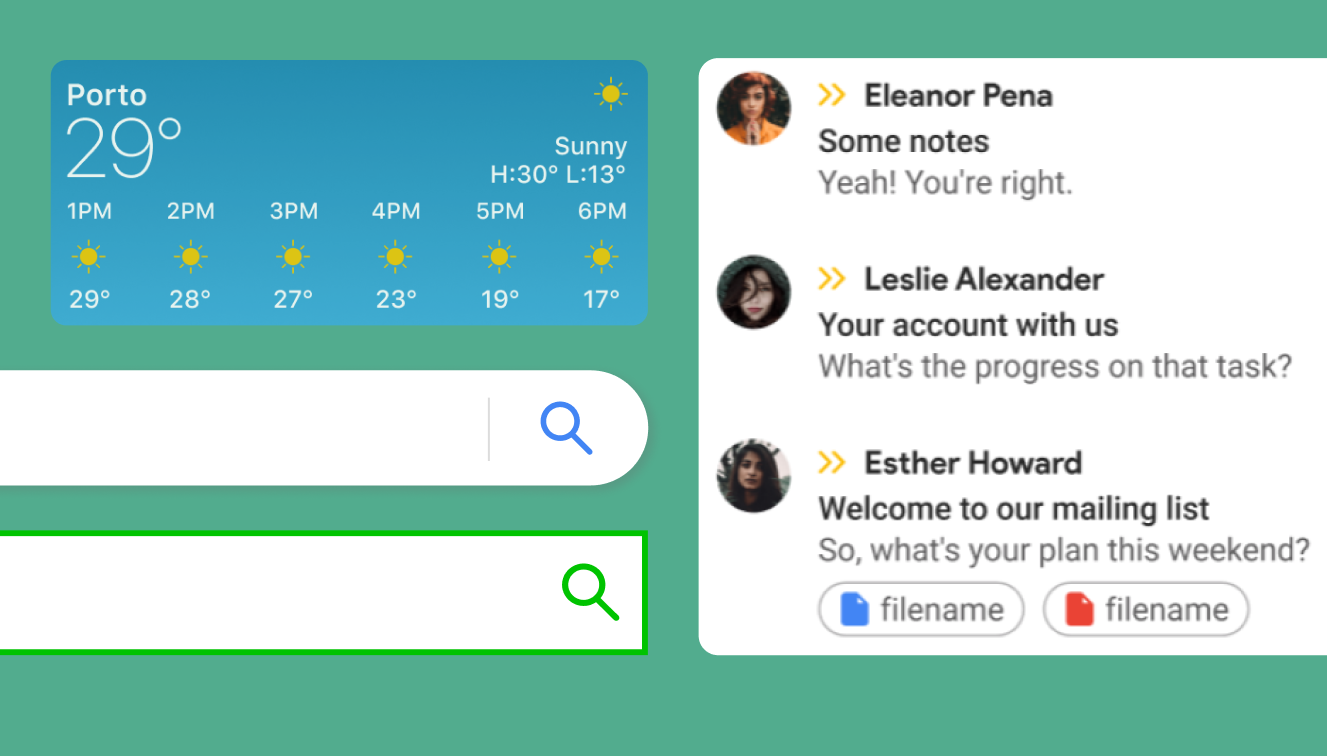 Porto
29°
Sunny
H:30° L:13°
1PM 2PM 3PM 4PM 5PM 6PM
29° 28° 27° 23° 19° 17°
Eleanor Pena
Some notes
Yeah! You're right.
Leslie Alexander
Your account with us
What's the progress on that task?
Esther Howard
Welcome to our mailing list
So, what's your plan this weekend?
filename filename